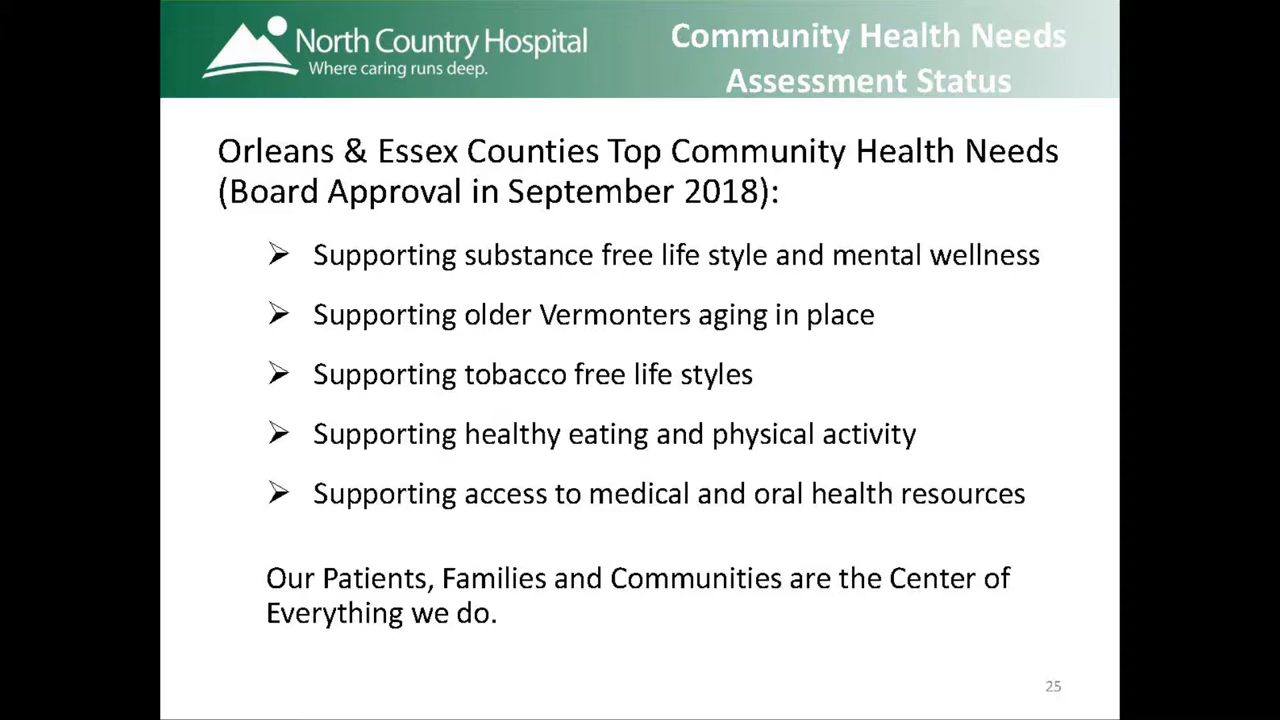 North Country Hospital
Where caring runs deep.
Community Health Needs
Assessment Status
Orleans & Essex Counties Top Community Health Needs
(Board Approval in September 2018):
➢ Supporting substance free life style and mental wellness
➢ Supporting older Vermonters aging in place
➢ Supporting tobacco free life styles
➢ Supporting healthy eating and physical activity
➢ Supporting access to medical and oral health resources
Our Patients, Families and Communities are the Center of
Everything we do.
25